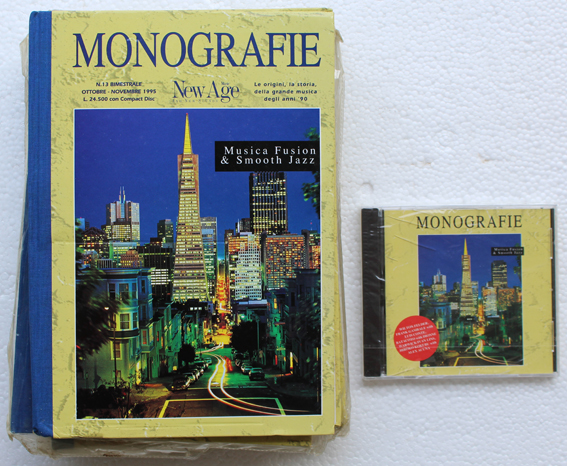 MONOGRAFIE
N.13 BIMESTRALE
OTTOBRE - NOVEMBRE 1995
L. 24.500 con Compact Disc
New Age
Le origini, la storia,
della grande musica
degli anni '90
Musica Fusion
& Smooth Jazz
MONOGRAFIE
Musica Fusion
& Smooth Jazz